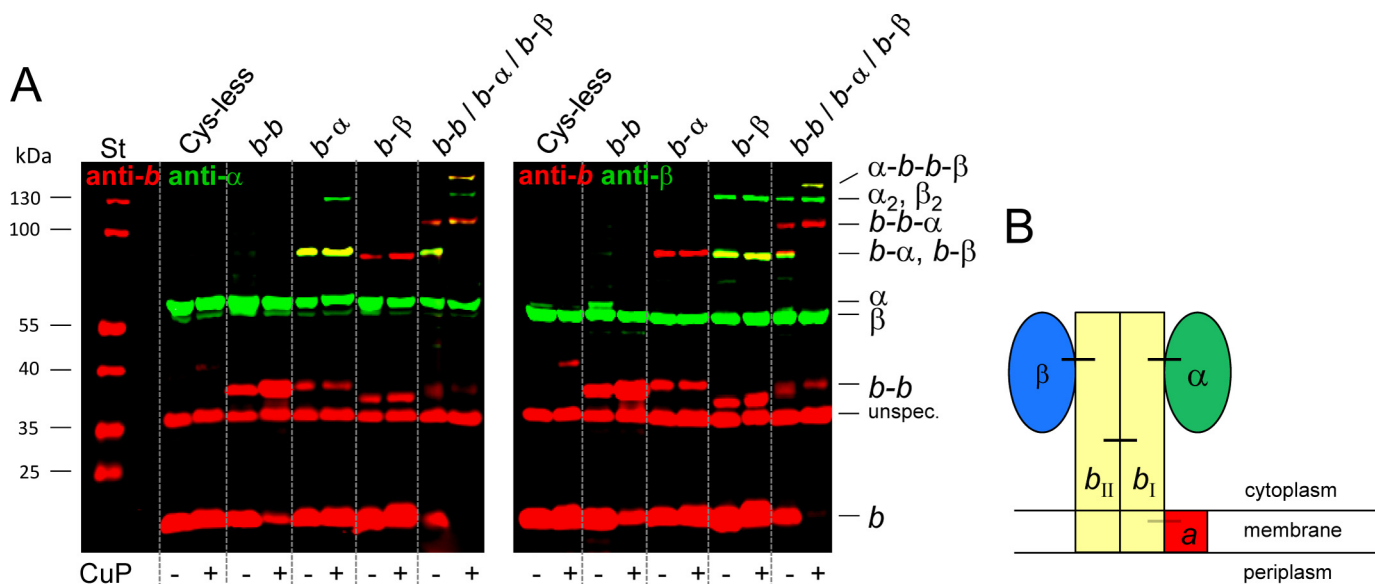 A
kDa
St
Cys-less
b-b
b-α
b-β
b-b / b-α / b-β
Cys-less
b-b
b-α
b-β
b-b / b-α / b-β
anti-b anti-α
anti-b anti-β
130
100
55
40
35
25
α-b-b-β
α2, β2
b-b-α
b-α, b-β
α
β
b-b
unspec.
b
CuP - + - + - + - + - +
- + - + - + - + - +
B
β
α
bII
bI
a
cytoplasm
membrane
periplasm